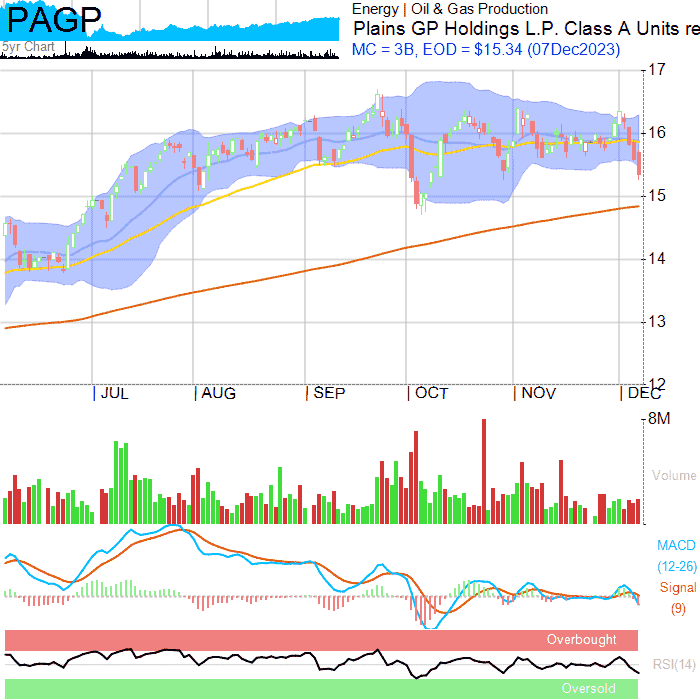 PAGP
5yr Chart
Energy | Oil & Gas Production
Plains GP Holdings L.P. Class A Units re
MC = 3B, EOD = $15.34 (07Dec2023)
17
16
15
14
13
12
JUL AUG SEP OCT NOV DEC
8M
Volume
MACD
(12-26)
Signal
(9)
Overbought
RSI(14)
Oversold